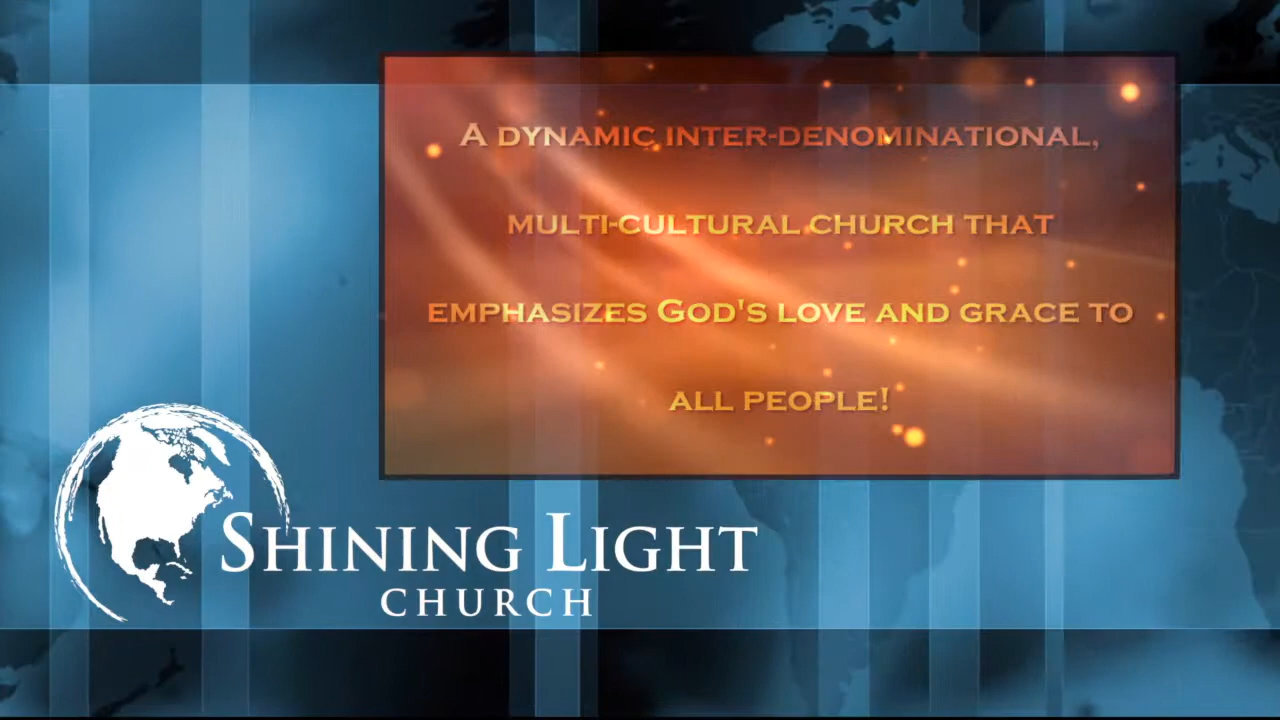 A DYNAMIC INTER-DENOMINATIONAL,
MULTI-CULTURAL CHURCH THAT
EMPHASIZES GOD'S LOVE AND GRACE TO
ALL PEOPLE!
SHINING LIGHT
CHURCH